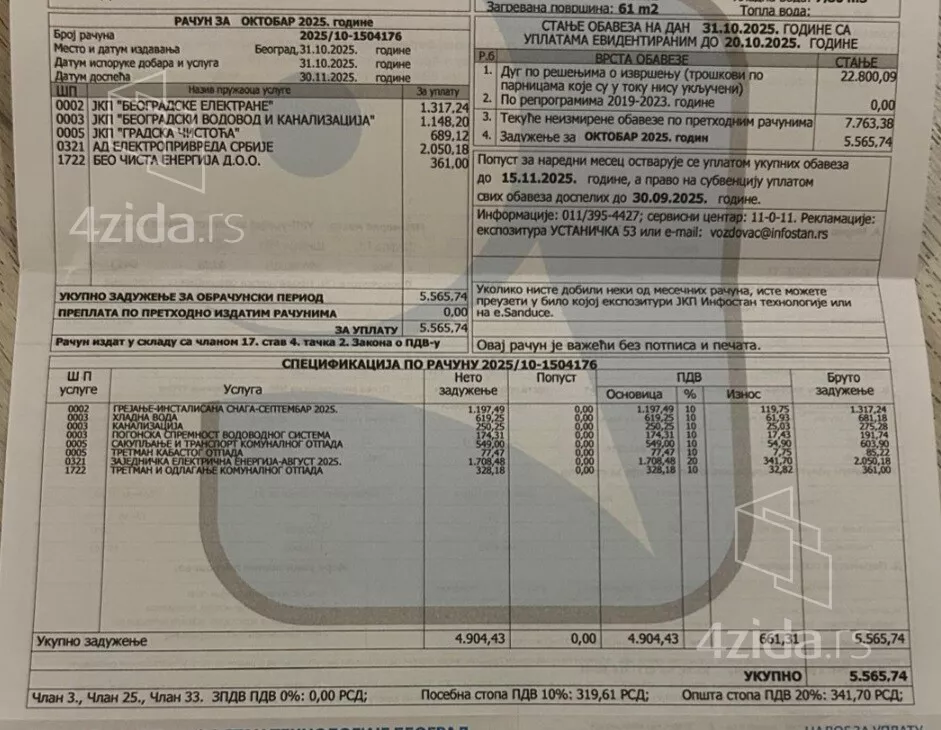 Загревана површина: 61 m2
Топла вода:
РАЧУН ЗА ОКТОБАР 2025. године
Број рачуна 2025/10-1504176
Место и датум издавања Београд,31.10.2025. године
Датум испоруке добара и услуга 31.10.2025. године
Датум доспећа 30.11.2025. године
ШП Назив пружаоца услуге За уплату
0002 ЈКП "БЕОГРАДСКЕ ЕЛЕКТРАНЕ" 1.317,24
0003 ЈКП "БЕОГРАДСКИ ВОДОВОД И КАНАЛИЗАЦИЈА" 1.148,20
0005 ЈКП "ГРАДСКА ЧИСТОЋА" 689,12
0321 АД ЕЛЕКТРОПРИВРЕДА СРБИЈЕ 2.050,18
1722 БЕО ЧИСТА ЕНЕРГИЈА Д.О.О. 361,00
4zida.rs
УКУПНО ЗАДУЖЕЊЕ ЗА ОБРАЧУНСКИ ПЕРИОД 5.565,74
ПРЕПЛАТА ПО ПРЕТХОДНО ИЗДАТИМ РАЧУНИМА 0,00
ЗА УПЛАТУ 5.565,74
Рачун издат у складу са чланом 17. став 4. тачка 2. Закона о ПДВ-у
СТАЊЕ ОБАВЕЗА НА ДАН 31.10.2025. ГОДИНЕ СА
УПЛАТАМА ЕВИДЕНТИРАНИМ ДО 20.10.2025. ГОДИНЕ
Р.б ВРСТА ОБАВЕЗЕ СТАЊЕ
1. Дуг по решењима о извршењу (трошкови по 22.800,09
парницама које су у току нису укључени)
2. По репрограмима 2019-2023. године 0,00
3. Текуће неизмирене обавезе по претходним рачунима 7.763,38
4. Задужење за ОКТОБАР 2025. годин 5.565,74
Попуст за наредни месец остварује се уплатом укупних обавеза
до 15.11.2025. године, а право на субвенцију уплатом
свих обавеза доспелих до 30.09.2025. године.
Информације: 011/395-4427; сервисни центар: 11-0-11. Рекламације:
експозитура УСТАНИЧКА 53 или e-mail: vozdovac@infostan.rs
Уколико нисте добили неки од месечних рачуна, исте можете
преузети у било којој експозитури ЈКП Инфостан технологије или
на e.Sanduce.
Овај рачун је важећи без потписа и печата.
СПЕЦИФИКАЦИЈА ПО РАЧУНУ 2025/10-1504176
Ш П услуге Услуга Нето задужење Попуст ПДВ Основица % Износ Бруто задужење
0002 ГРЕЈАЊЕ-ИНСТАЛИСАНА СНАГА-СЕПТЕМБАР 2025. 1.197,49 0,00 1.197,49 10 119,75 1.317,24
0003 ХЛАДНА ВОДА 619,25 0,00 619,25 10 61,93 681,18
0003 КАНАЛИЗАЦИЈА 250,25 0,00 250,25 10 25,03 275,28
0003 ПОГОНСКА СПРЕМНОСТ ВОДОВОДНОГ СИСТЕМА 174,31 0,00 174,31 10 17,43 191,74
0005 САКУПЉАЊЕ И ТРАНСПОРТ КОМУНАЛНОГ ОТПАДА 549,00 0,00 549,00 10 54,90 603,90
0005 ТРЕТМАН КАБАСТОГ ОТПАДА 77,47 0,00 77,47 10 7,75 85,22
0321 ЗАЈЕДНИЧКА ЕЛЕКТРИЧНА ЕНЕРГИЈА-АВГУСТ 2025. 1.708,48 0,00 1.708,48 20 341,70 2.050,18
1722 ТРЕТМАН И ОДЛАГАЊЕ КОМУНАЛНОГ ОТПАДА 328,18 0,00 328,18 10 32,82 361,00
4zida.rs
Укупно задужење 4.904,43 0,00 4.904,43 661,31 5.565,74
УКУПНО 5.565,74
Члан 3., Члан 25., Члан 33. ЗПДВ ПДВ 0%: 0,00 РСД; Посебна стопа ПДВ 10%: 319,61 РСД; Општа стопа ПДВ 20%: 341,70 РСД;